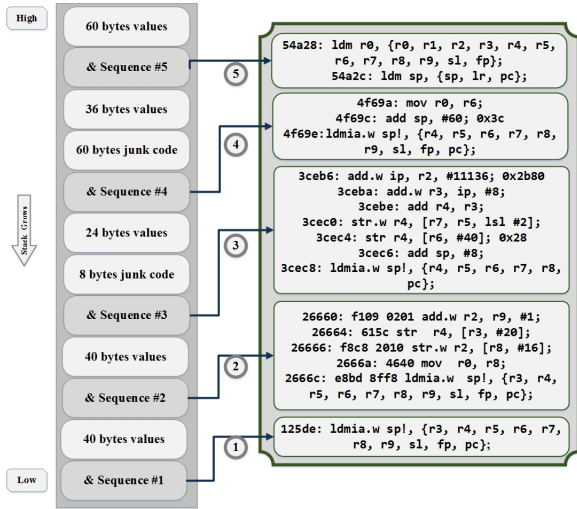 High
60 bytes values
& Sequence #5
36 bytes values
60 bytes junk code
& Sequence #4
24 bytes values
8 bytes junk code
& Sequence #3
40 bytes values
& Sequence #2
40 bytes values
& Sequence #1
Stack Grows
Low
5
4
3
2
1
54a28: ldm r0, {r0, r1, r2, r3, r4, r5,
r6, r7, r8, r9, sl, fp};
54a2c: ldm sp, {sp, lr, pc};
4f69a: mov r0, r6;
4f69c: add sp, #60; 0x3c
4f69e:ldmia.w sp!, {r4, r5, r6, r7, r8,
r9, sl, fp, pc};
3ceb6: add.w ip, r2, #11136; 0x2b80
3ceba: add.w r3, ip, #8;
3cebe: add r4, r3;
3cec0: str.w r4, [r7, r5, lsl #2];
3cec4: str r4, [r6, #40]; 0x28
3cec6: add sp, #8;
3cec8: ldmia.w sp!, {r4, r5, r6, r7, r8,
pc};
26660: f109 0201 add.w r2, r9, #1;
26664: 615c str r4, [r3, #20];
26666: f8c8 2010 str.w r2, [r8, #16];
2666a: 4640 mov r0, r8;
2666c: e8bd 8ff8 ldmia.w sp!, {r3, r4,
r5, r6, r7, r8, r9, sl, fp, pc};
125de: ldmia.w sp!, {r3, r4, r5, r6, r7,
r8, r9, sl, fp, pc};